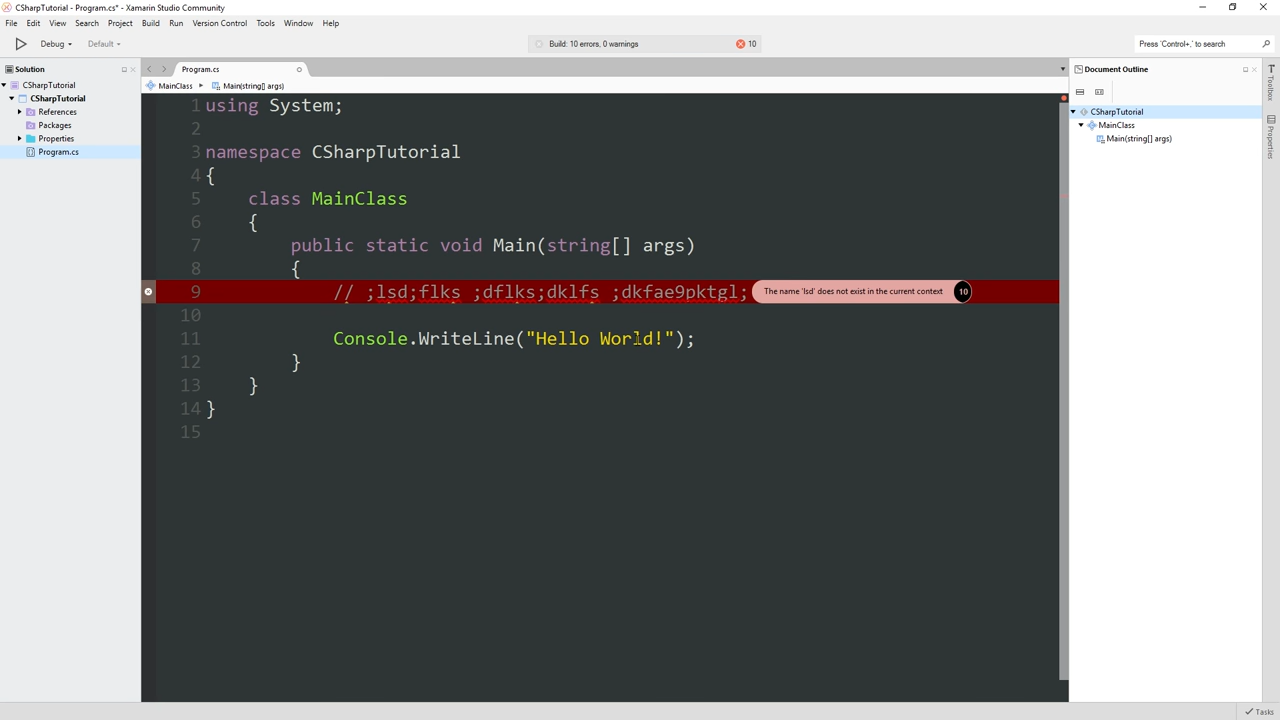 CSharpTutorial - Program.cs* - Xamarin Studio Community
File Edit View Search Project Build Run Version Control Tools Window Help
Debug Default Build: 10 errors, 0 warnings 10 Press 'Control+,' to search
Solution
CSharpTutorial
CSharpTutorial
References
Packages
Properties
Program.cs
Program.cs
MainClass Main(string[] args)
1 using System;
2
3 namespace CSharpTutorial
4 {
5 class MainClass
6 {
7 public static void Main(string[] args)
8 {
9 // ;lsd;flks ;dflks;dklfs ;dkfae9pktgl; The name 'lsd' does not exist in the current context 10
10
11 Console.WriteLine("Hello World!");
12 }
13 }
14 }
15
Document Outline
CSharpTutorial
MainClass
Main(string[] args)
Toolbox
Properties
Tasks